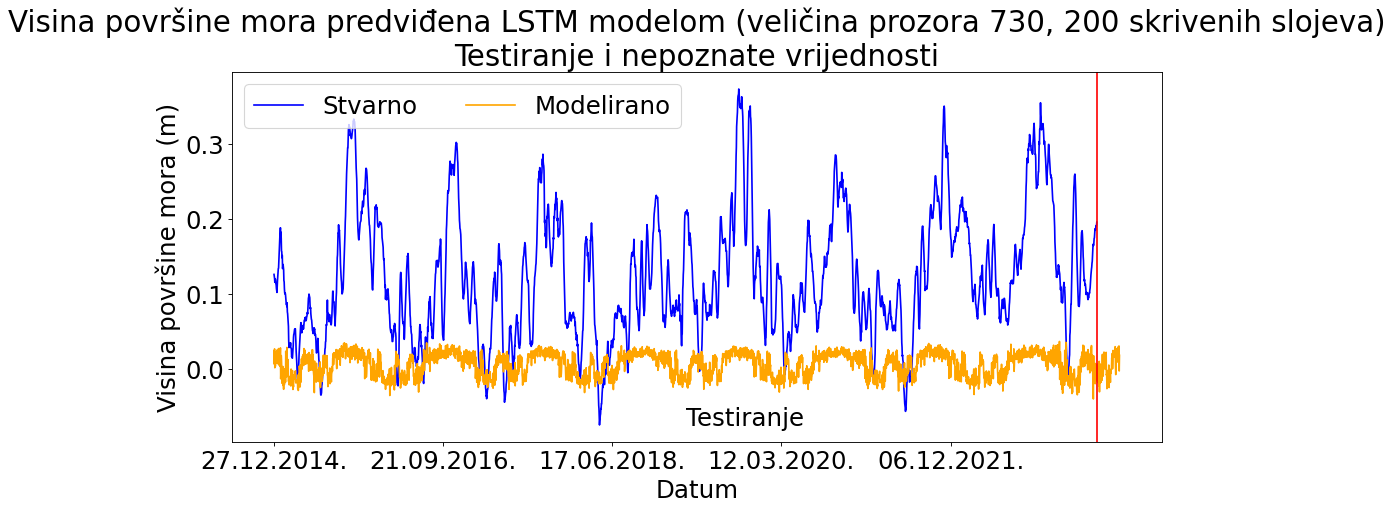 Visina površine mora predviđena LSTM modelom (veličina prozora 730, 200 skrivenih slojeva)
Testiranje i nepoznate vrijednosti
Stvarno
Modelirano
Visina površine mora (m)
0.3
0.2
0.1
0.0
Testiranje
27.12.2014.
21.09.2016.
17.06.2018.
12.03.2020.
06.12.2021.
Datum